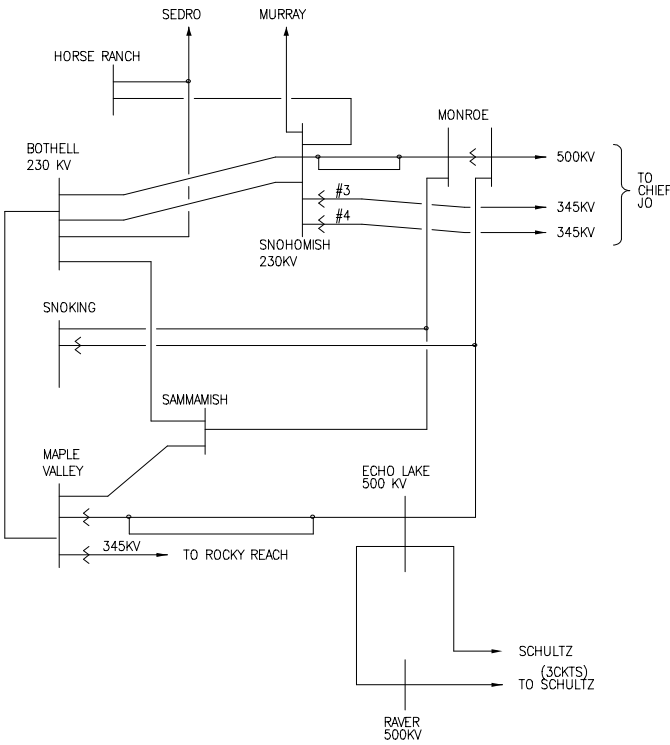 SEDRO
MURRAY
HORSE RANCH
MONROE
BOTHELL
230 KV
500KV
TO
CHIEF
JO
#3
345KV
#4
345KV
SNOHOMISH
230KV
SNOKING
SAMMAMISH
MAPLE
VALLEY
ECHO LAKE
500 KV
345KV
TO ROCKY REACH
SCHULTZ
(3CKTS)
TO SCHULTZ
RAVER
500KV